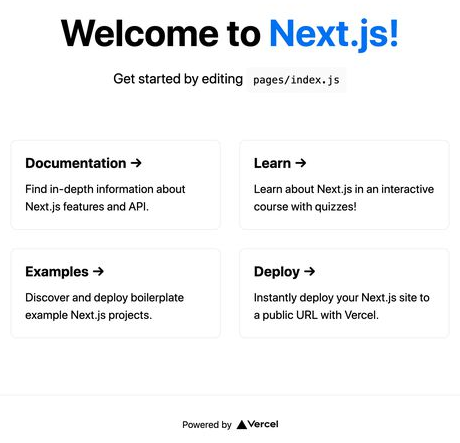 Welcome to Next.js!
Get started by editing pages/index.js
Documentation →
Find in-depth information about
Next.js features and API.
Learn →
Learn about Next.js in an interactive
course with quizzes!
Examples →
Discover and deploy boilerplate
example Next.js projects.
Deploy →
Instantly deploy your Next.js site to
a public URL with Vercel.
Powered by Vercel